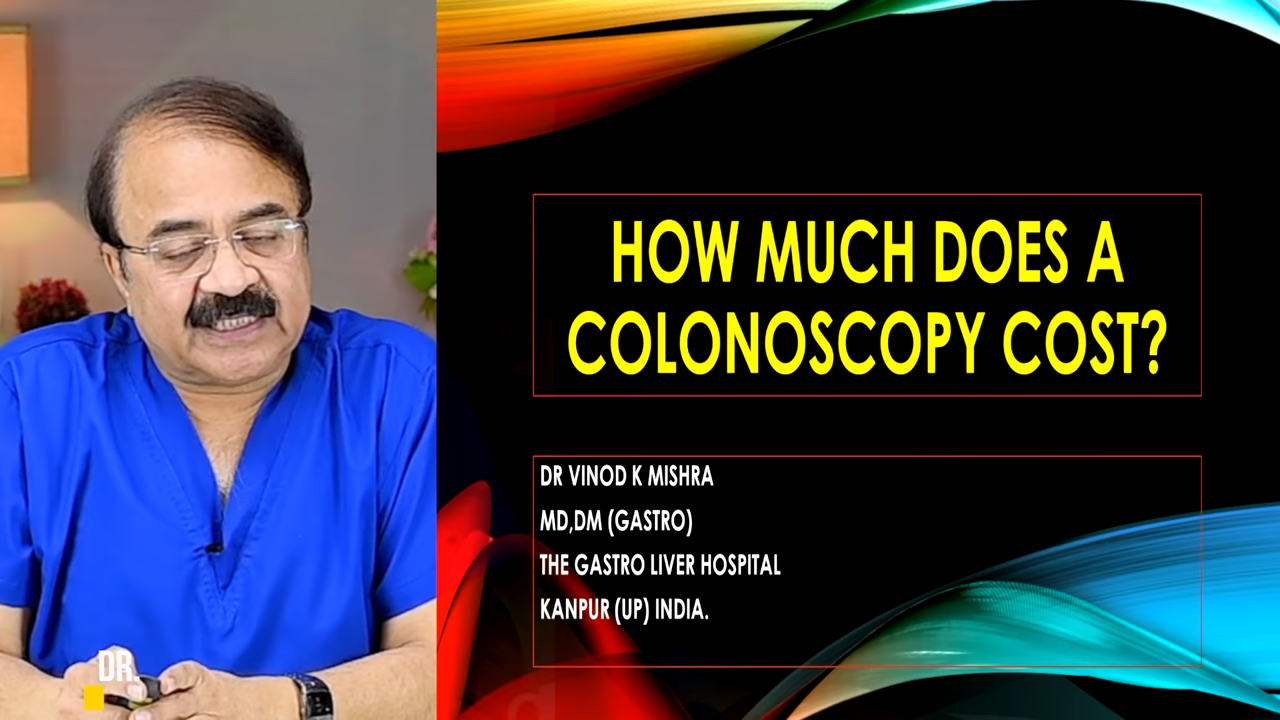 HOW MUCH DOES A
COLONOSCOPY COST?
DR VINOD K MISHRA
MD,DM (GASTRO)
THE GASTRO LIVER HOSPITAL
KANPUR (UP) INDIA.
DR.